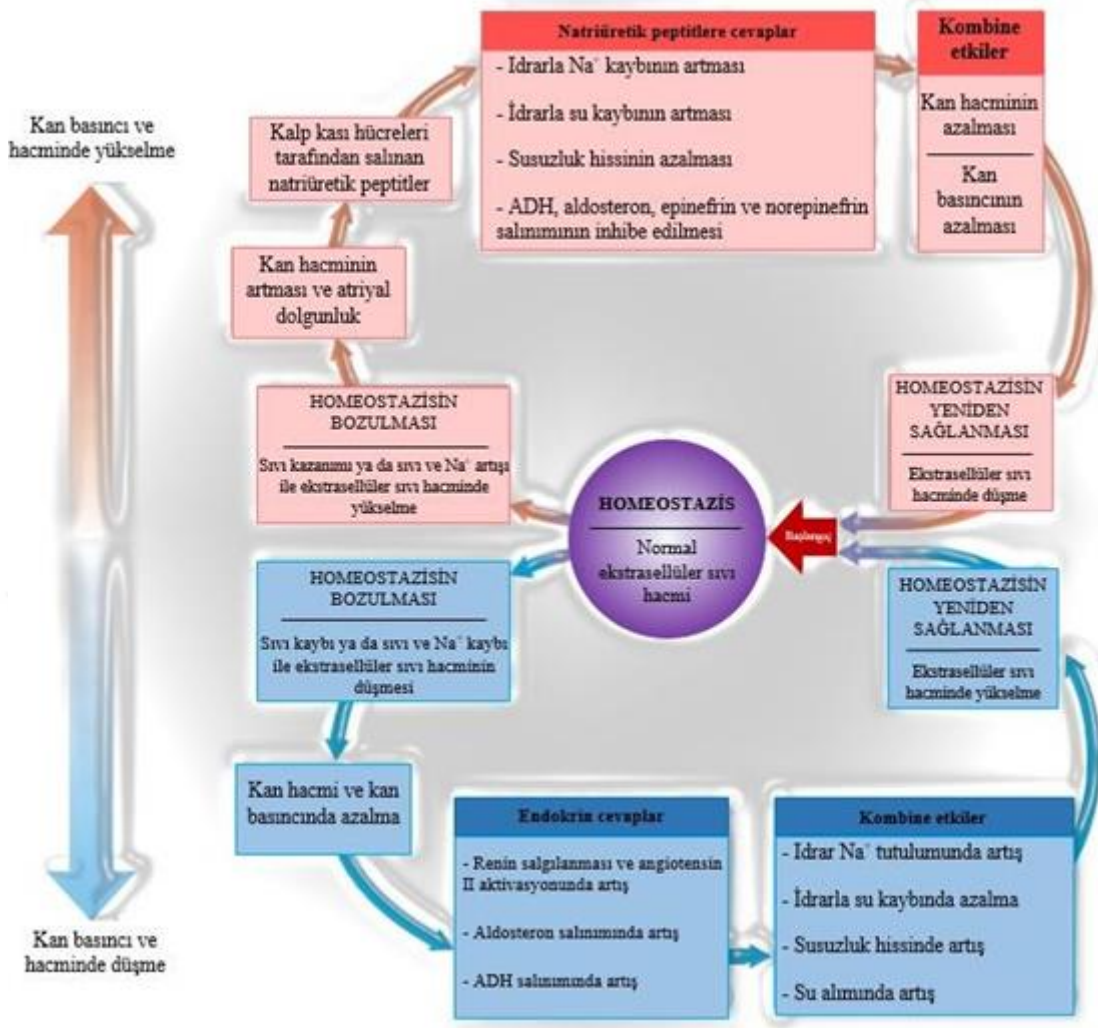 Kan basıncı ve
hacminde yükselme
Kan basıncı ve
hacminde düşme
Kalp kası hücreleri
tarafından salınan
natriüretik peptitler
Kan hacminin
artması ve atriyal
dolgunluk
HOMEOSTAZİSİN
BOZULMASI
Sıvı kazanımı ya da sıvı ve Na⁺ artışı
ile ekstrasellüler sıvı hacminde
yükselme
Natriüretik peptitlere cevaplar
- Idrarla Na⁺ kaybının artması
- İdrarla su kaybının artması
- Susuzluk hissinin azalması
- ADH, aldosteron, epinefrin ve norepinefrin
salınımının inhibe edilmesi
Kombine
etkiler
Kan hacminin
azalması
Kan
basıncının
azalması
HOMEOSTAZİSİN
YENİDEN
SAĞLANMASI
Ekstrasellüler sıvı
hacminde düşme
HOMEOSTAZİS
Normal
ekstrasellüler sıvı
hacmi
Başlangıç
HOMEOSTAZİSİN
BOZULMASI
Sıvı kaybı ya da sıvı ve Na⁺ kaybı
ile ekstrasellüler sıvı hacminin
düşmesi
Kan hacmi ve kan
basıncında azalma
Endokrin cevaplar
- Renin salgılanması ve angiotensin
II aktivasyonunda artış
- Aldosteron salınımında artış
- ADH salınımında artış
Kombine etkiler
- Idrar Na⁺ tutulumunda artış
- İdrarla su kaybında azalma
- Susuzluk hissinde artış
- Su alımında artış
HOMEOSTAZİSİN
YENİDEN
SAĞLANMASI
Ekstrasellüler sıvı
hacminde yükselme